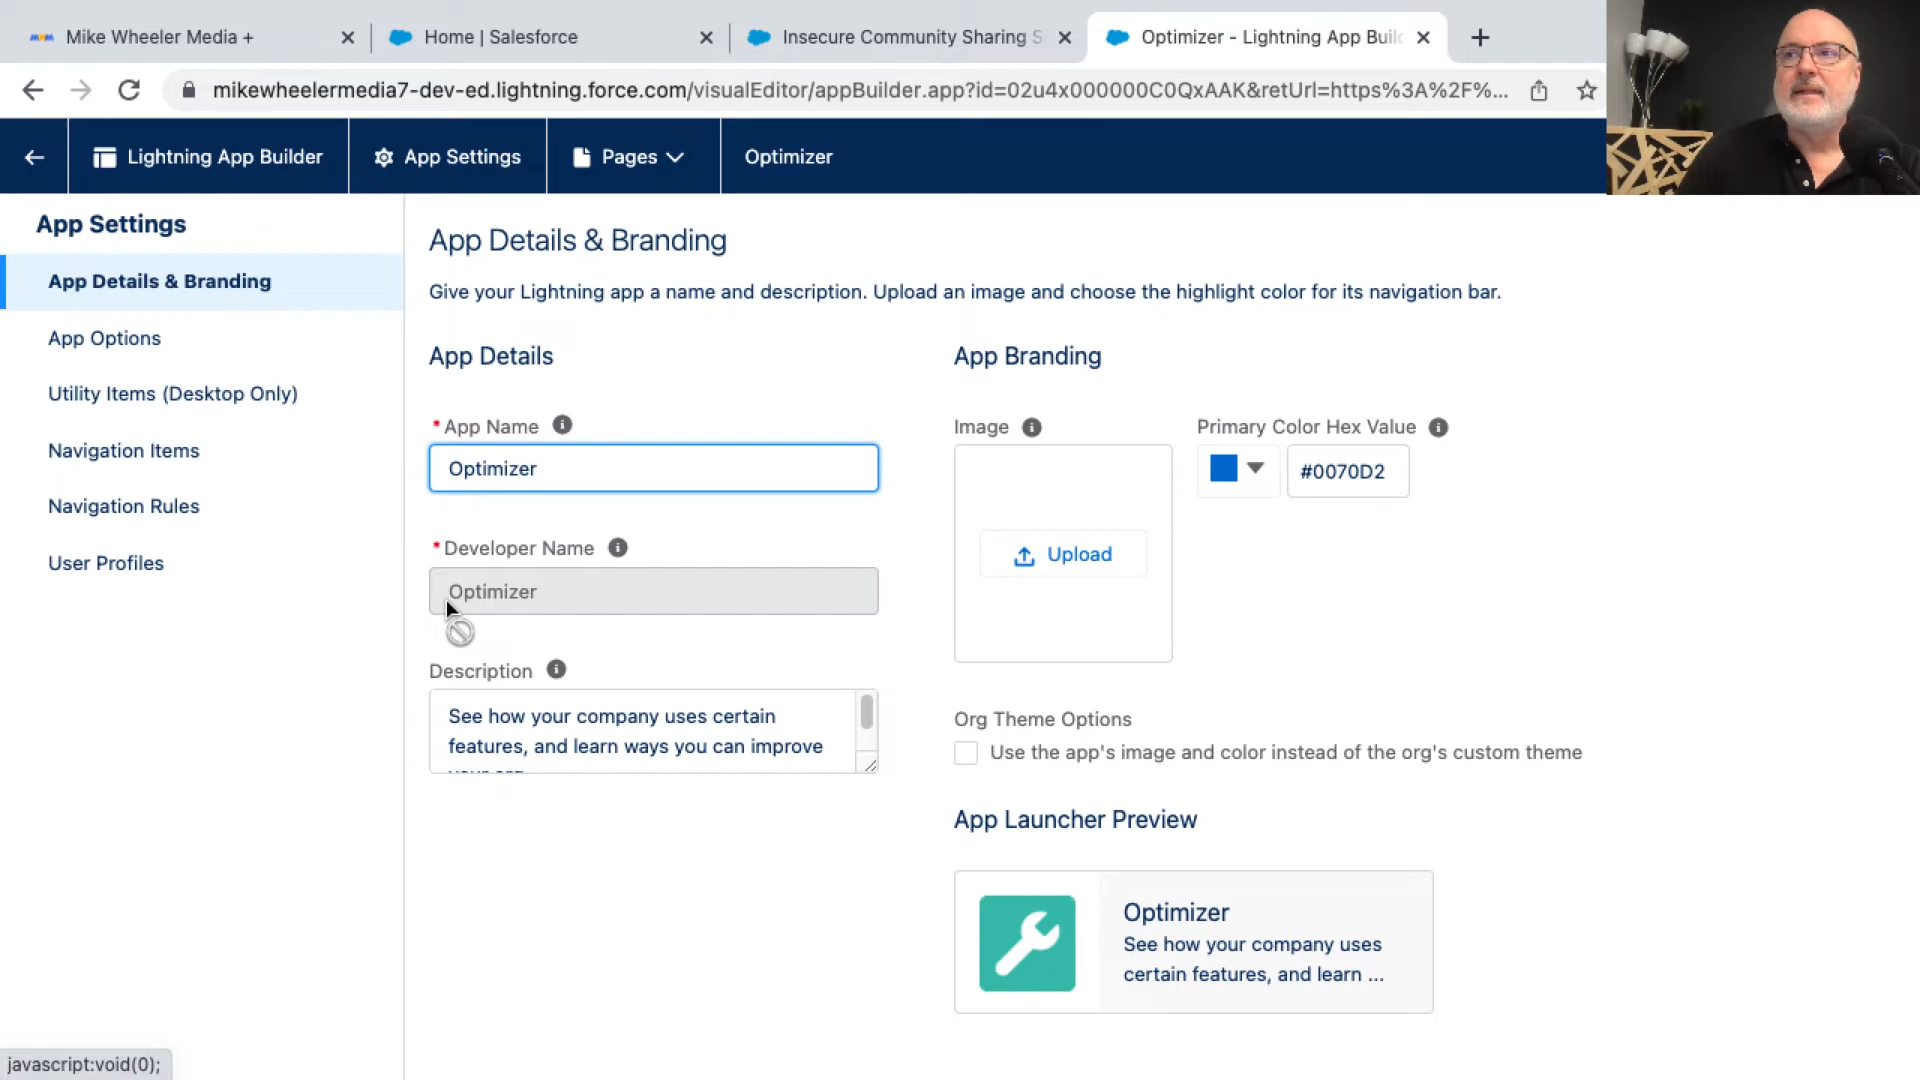 Mike Wheeler Media +
Home | Salesforce
Insecure Community Sharing S
Optimizer - Lightning App Buil
mikewheelermedia7-dev-ed.lightning.force.com/visualEditor/appBuilder.app?id=02u4x000000C0QxAAK&retUrl=https%3A%2F%...
Lightning App Builder
App Settings
Pages
Optimizer
App Settings
App Details & Branding
App Options
Utility Items (Desktop Only)
Navigation Items
Navigation Rules
User Profiles
App Details & Branding
Give your Lightning app a name and description. Upload an image and choose the highlight color for its navigation bar.
App Details
*App Name
Optimizer
*Developer Name
Optimizer
Description
See how your company uses certain
features, and learn ways you can improve
App Branding
Image
Upload
Primary Color Hex Value
#0070D2
Org Theme Options
Use the app's image and color instead of the org's custom theme
App Launcher Preview
Optimizer
See how your company uses
certain features, and learn ...
javascript:void(0);